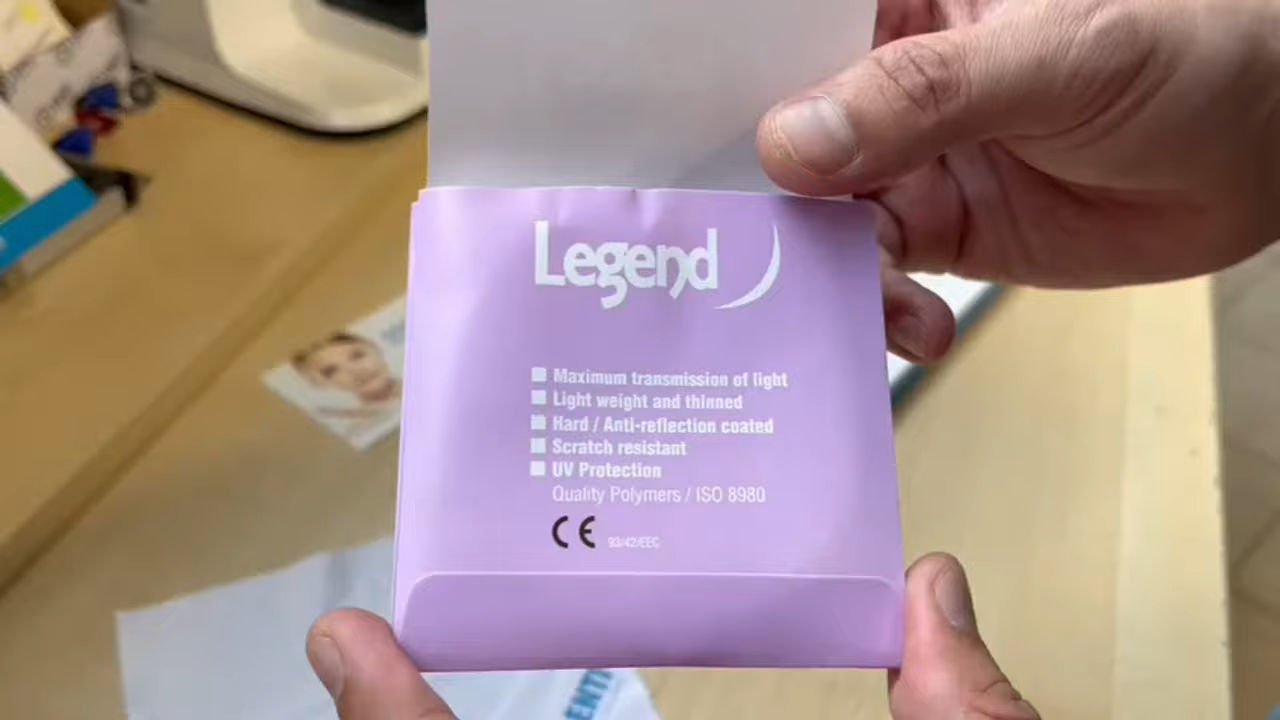 Legend
Maximum transmission of light
Light weight and thinned
Hard / Anti-reflection coated
Scratch resistant
UV Protection
Quality Polymers / ISO 8980
CE 93/42/EEC
ENTI